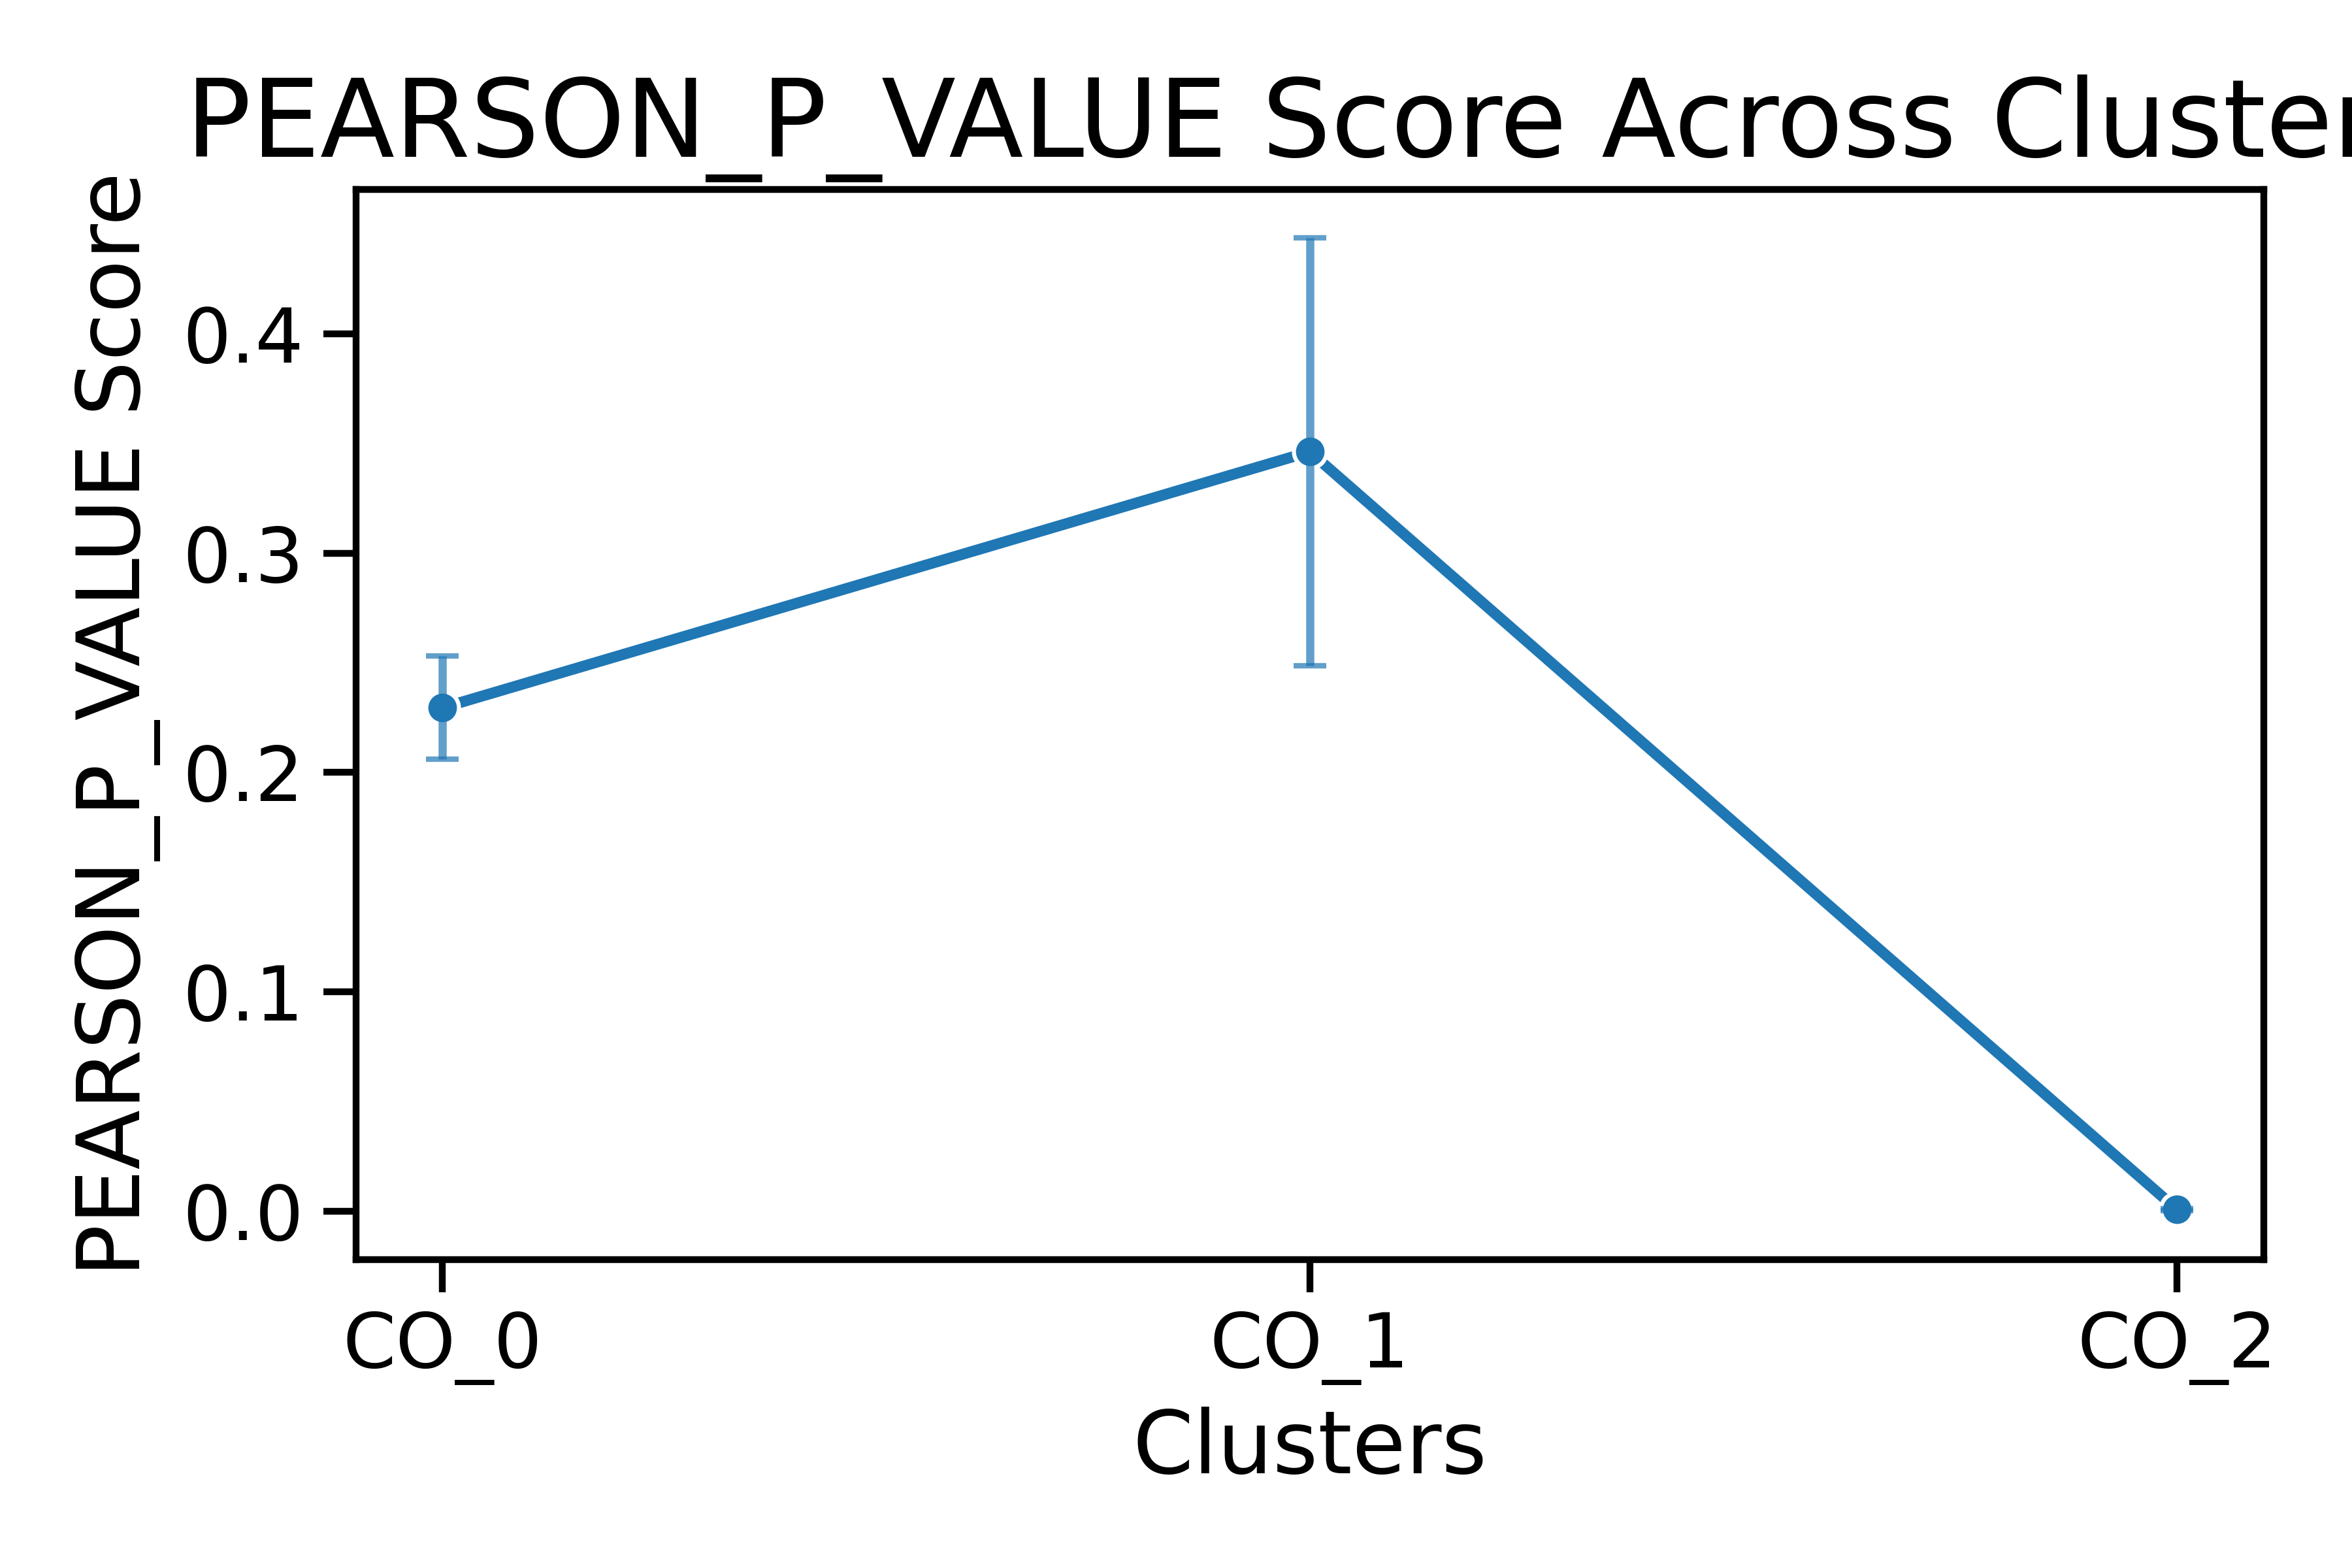 PEARSON_P_VALUE Score Across Cluster
PEARSON_P_VALUE Score
0.4
0.3
0.2
0.1
0.0
CO_0
CO_1
CO_2
Clusters